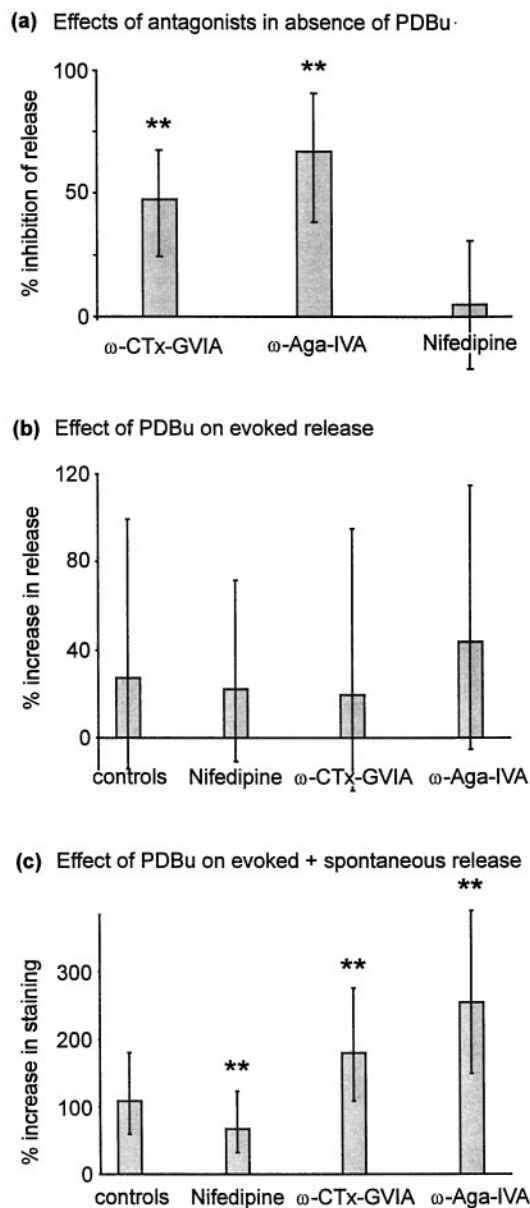 (a) Effects of antagonists in absence of PDBu
% inhibition of release
100
50
0
**
**
ω-CTx-GVIA
ω-Aga-IVA
Nifedipine
(b) Effect of PDBu on evoked release
% increase in release
120
80
40
0
controls
Nifedipine
ω-CTx-GVIA
ω-Aga-IVA
(c) Effect of PDBu on evoked + spontaneous release
% increase in staining
300
200
100
0
**
**
**
controls
Nifedipine
ω-CTx-GVIA
ω-Aga-IVA